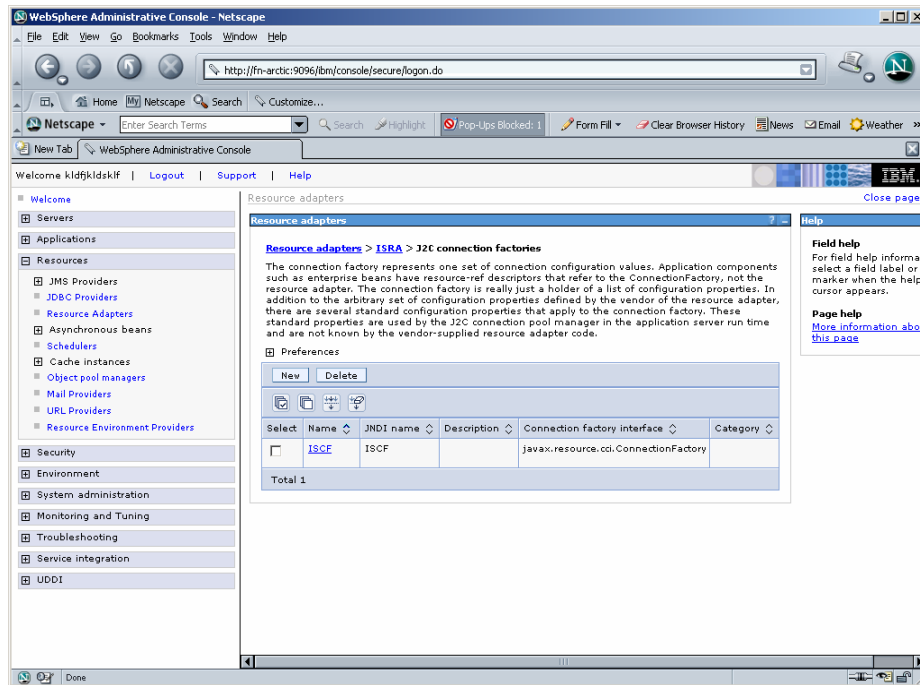 WebSphere Administrative Console - Netscape
File Edit View Go Bookmarks Tools Window Help
http://fn-arctic:9096/ibm/console/secure/logon.do
Home My Netscape Search Customize...
Netscape Enter Search Terms Search Highlight Pop-Ups Blocked: 1 Form Fill Clear Browser History News Email Weather »
New Tab WebSphere Administrative Console
Welcome kldfjkldsklf | Logout | Support | Help IBM.
Welcome
Servers
Applications
Resources
JMS Providers
JDBC Providers
Resource Adapters
Asynchronous beans
Schedulers
Cache instances
Object pool managers
Mail Providers
URL Providers
Resource Environment Providers
Security
Environment
System administration
Monitoring and Tuning
Troubleshooting
Service integration
UDDI
Resource adapters Close page
Resource adapters ? -
Resource adapters > ISRA > J2C connection factories
The connection factory represents one set of connection configuration values. Application components
such as enterprise beans have resource-ref descriptors that refer to the ConnectionFactory, not the
resource adapter. The connection factory is really just a holder of a list of configuration properties. In
addition to the arbitrary set of configuration properties defined by the vendor of the resource adapter,
there are several standard configuration properties that apply to the connection factory. These
standard properties are used by the J2C connection pool manager in the application server run time
and are not known by the vendor-supplied resource adapter code.
Preferences
New Delete
Select Name JNDI name Description Connection factory interface Category
ISCF ISCF javax.resource.cci.ConnectionFactory
Total 1
Help
Field help
For field help informa
select a field label or
marker when the help
cursor appears.
Page help
More information abo
this page
Done